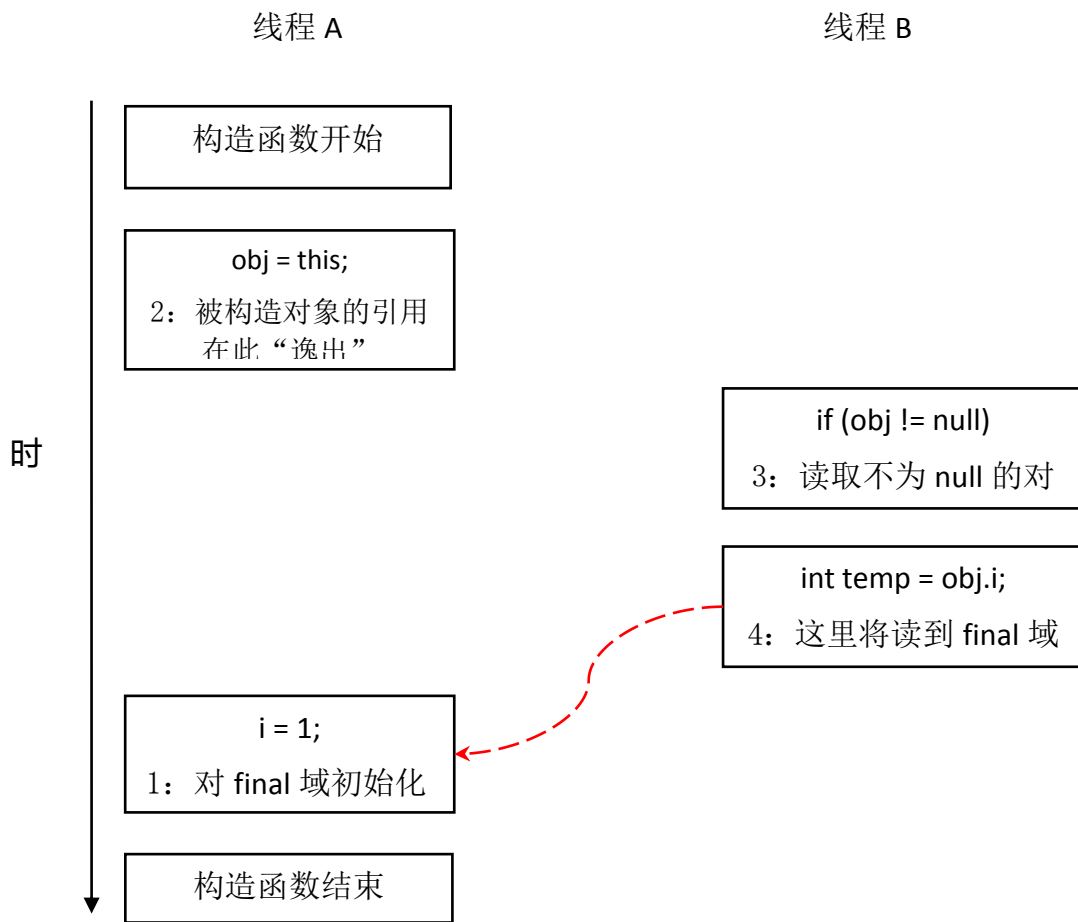 线程 A
线程 B
构造函数开始
obj = this;
2：被构造对象的引用
在此“逸出”
if (obj != null)
3：读取不为 null 的对
时
int temp = obj.i;
4：这里将读到 final 域
i = 1;
1：对 final 域初始化
构造函数结束